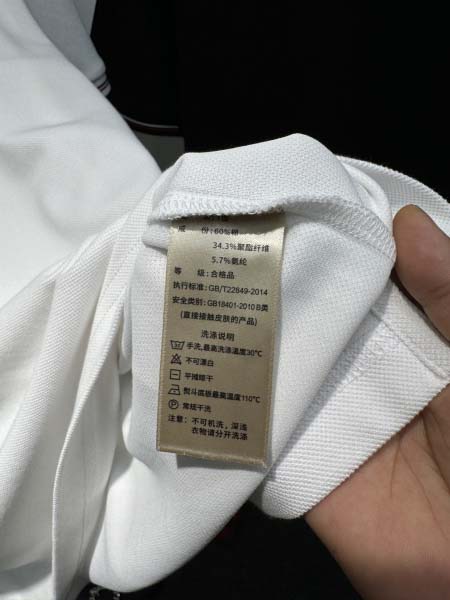 成　份:60%棉
34.3%聚酯纤维
5.7%氨纶
等　级:合格品
执行标准:GB/T22849-2014
安全类别:GB18401-2010 B类
(直接接触皮肤的产品)
洗涤说明
手洗,最高洗涤温度30℃
不可漂白
平摊晾干
熨斗底板最高温度110℃
常规干洗
注意: 不可机洗，深浅
衣物请分开洗涤